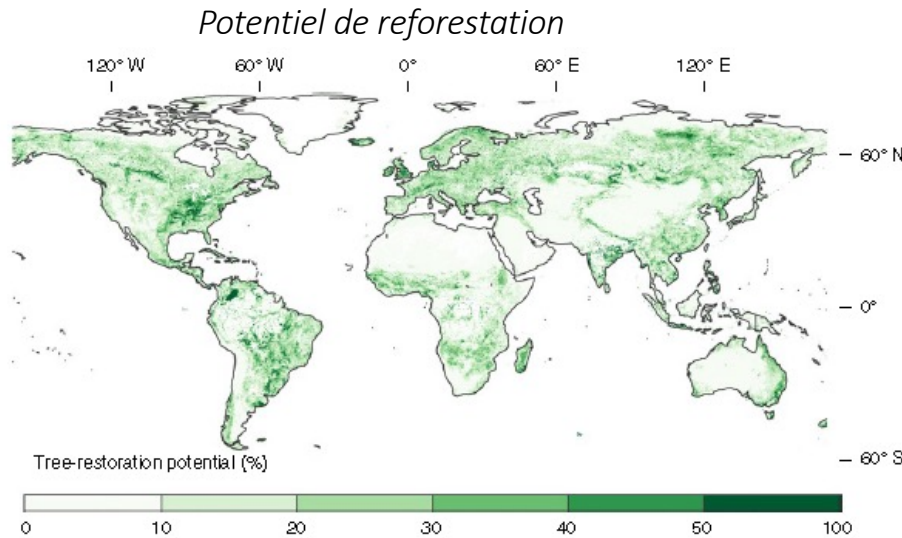 Potentiel de reforestation
120° W 60° W 0° 60° E 120° E
60° N
0°
60° S
Tree-restoration potential (%)
0 10 20 30 40 50 100